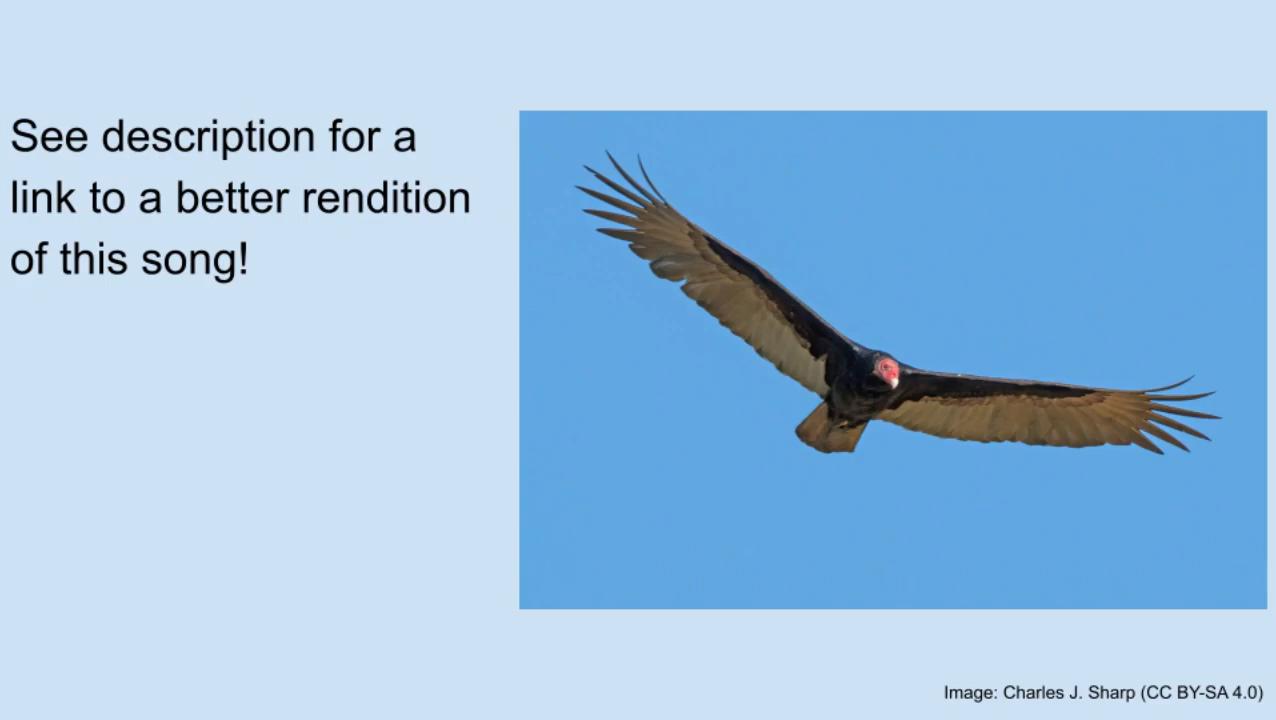 See description for a
link to a better rendition
of this song!
Image: Charles J. Sharp (CC BY-SA 4.0)